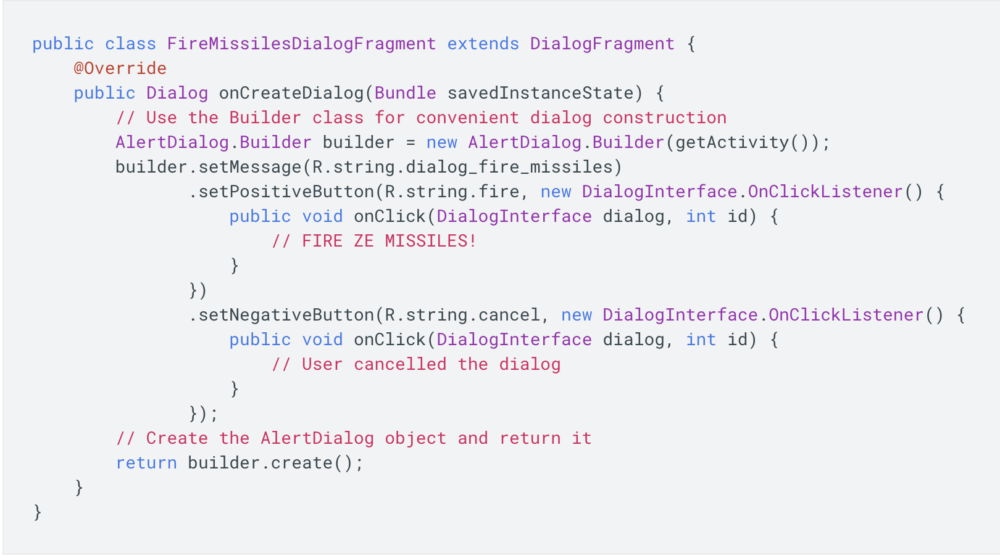 public class FireMissilesDialogFragment extends DialogFragment {
    @Override
    public Dialog onCreateDialog(Bundle savedInstanceState) {
        // Use the Builder class for convenient dialog construction
        AlertDialog.Builder builder = new AlertDialog.Builder(getActivity());
        builder.setMessage(R.string.dialog_fire_missiles)
               .setPositiveButton(R.string.fire, new DialogInterface.OnClickListener() {
                   public void onClick(DialogInterface dialog, int id) {
                       // FIRE ZE MISSILES!
                   }
               })
               .setNegativeButton(R.string.cancel, new DialogInterface.OnClickListener() {
                   public void onClick(DialogInterface dialog, int id) {
                       // User cancelled the dialog
                   }
               });
        // Create the AlertDialog object and return it
        return builder.create();
    }
}